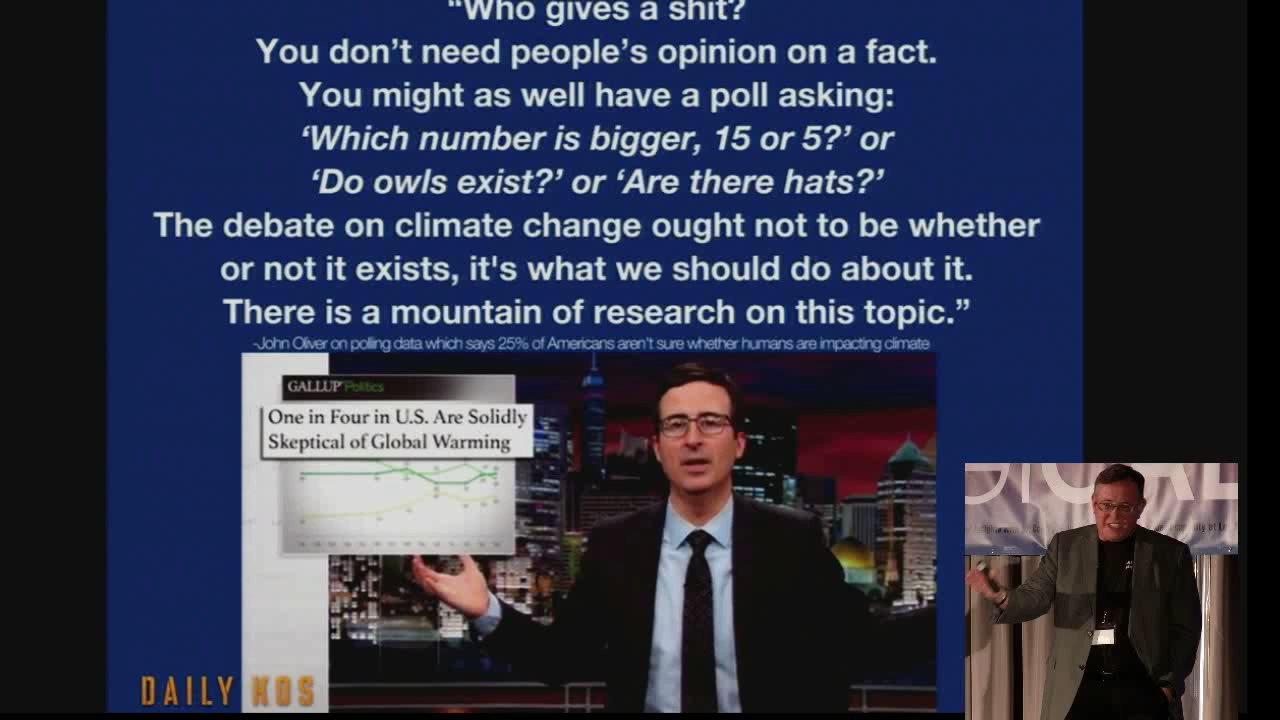 “Who gives a shit?
You don’t need people’s opinion on a fact.
You might as well have a poll asking:
‘Which number is bigger, 15 or 5?’ or
‘Do owls exist?’ or ‘Are there hats?’
The debate on climate change ought not to be whether
or not it exists, it's what we should do about it.
There is a mountain of research on this topic.”
-John Oliver on polling data which says 25% of Americans aren't sure whether humans are impacting climate
GALLUP Politics
One in Four in U.S. Are Solidly
Skeptical of Global Warming
DAILY KOS